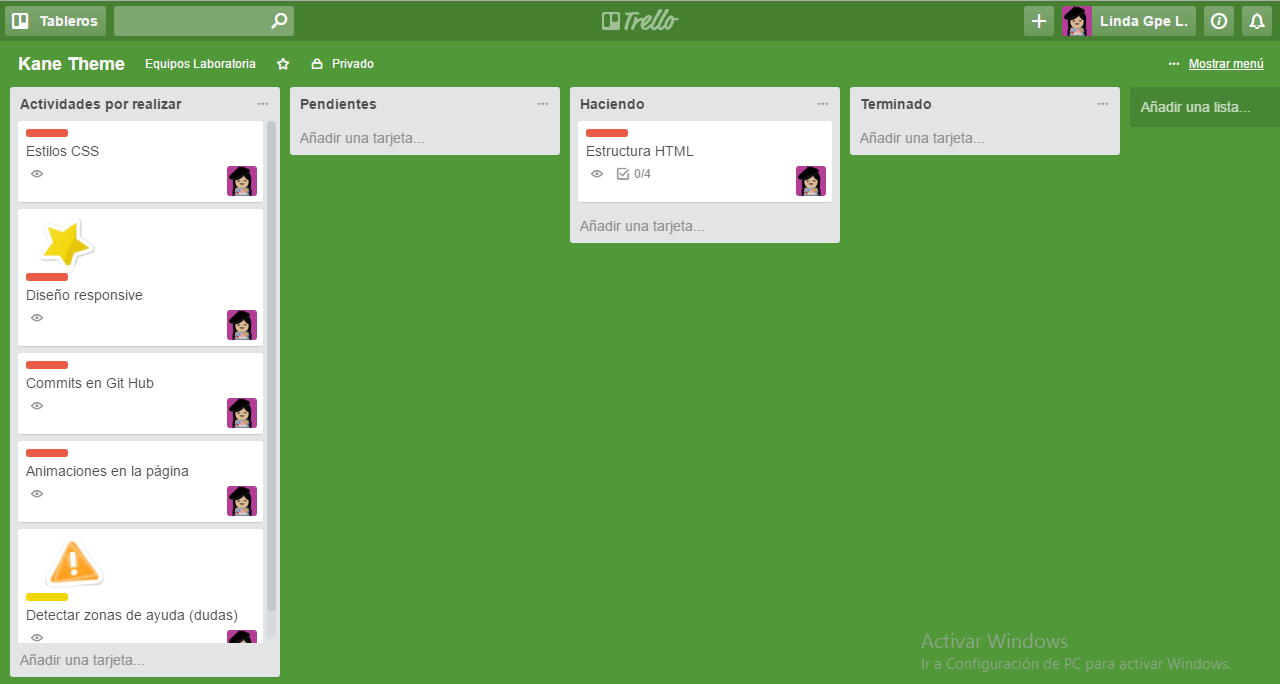 Tableros
Trello
Linda Gpe L.
Kane Theme
Equipos Laboratoria
Privado
Mostrar menú
Actividades por realizar
Estilos CSS
Diseño responsive
Commits en Git Hub
Animaciones en la página
Detectar zonas de ayuda (dudas)
Añadir una tarjeta...
Pendientes
Añadir una tarjeta...
Haciendo
Estructura HTML
0/4
Añadir una tarjeta...
Terminado
Añadir una tarjeta...
Añadir una lista...
Activar Windows
Ir a Configuración de PC para activar Windows.